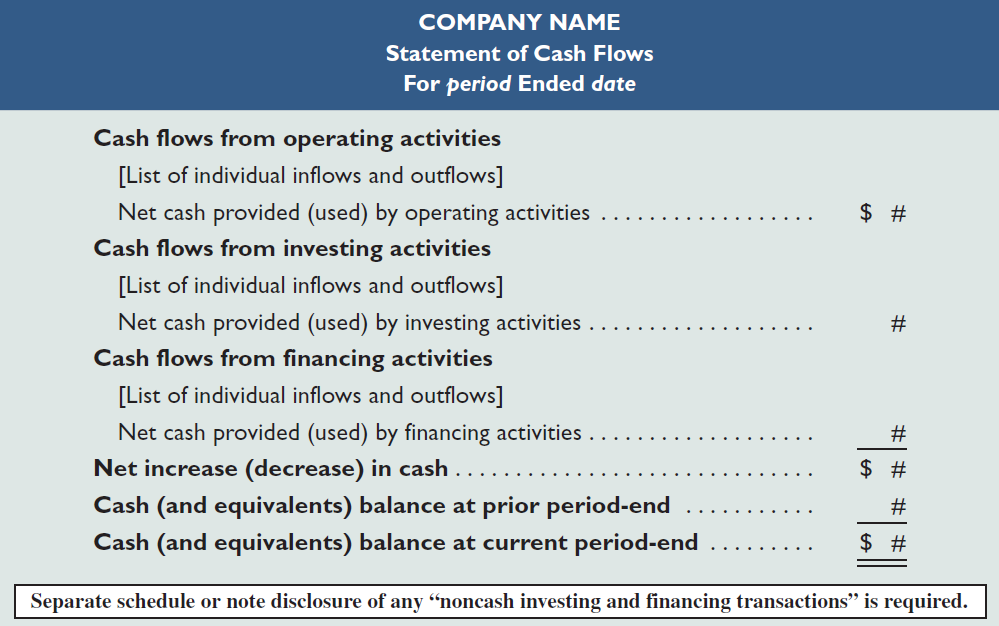 COMPANY NAME
Statement of Cash Flows
For period Ended date
Cash flows from operating activities
[List of individual inflows and outflows]
Net cash provided (used) by operating activities . . . . . . . . . . . . . . . . . . $ #
Cash flows from investing activities
[List of individual inflows and outflows]
Net cash provided (used) by investing activities . . . . . . . . . . . . . . . . . . . #
Cash flows from financing activities
[List of individual inflows and outflows]
Net cash provided (used) by financing activities . . . . . . . . . . . . . . . . . . . #
Net increase (decrease) in cash . . . . . . . . . . . . . . . . . . . . . . . . . . . . . . $ #
Cash (and equivalents) balance at prior period-end . . . . . . . . . . . #
Cash (and equivalents) balance at current period-end . . . . . . . . . $ #
Separate schedule or note disclosure of any “noncash investing and financing transactions” is required.